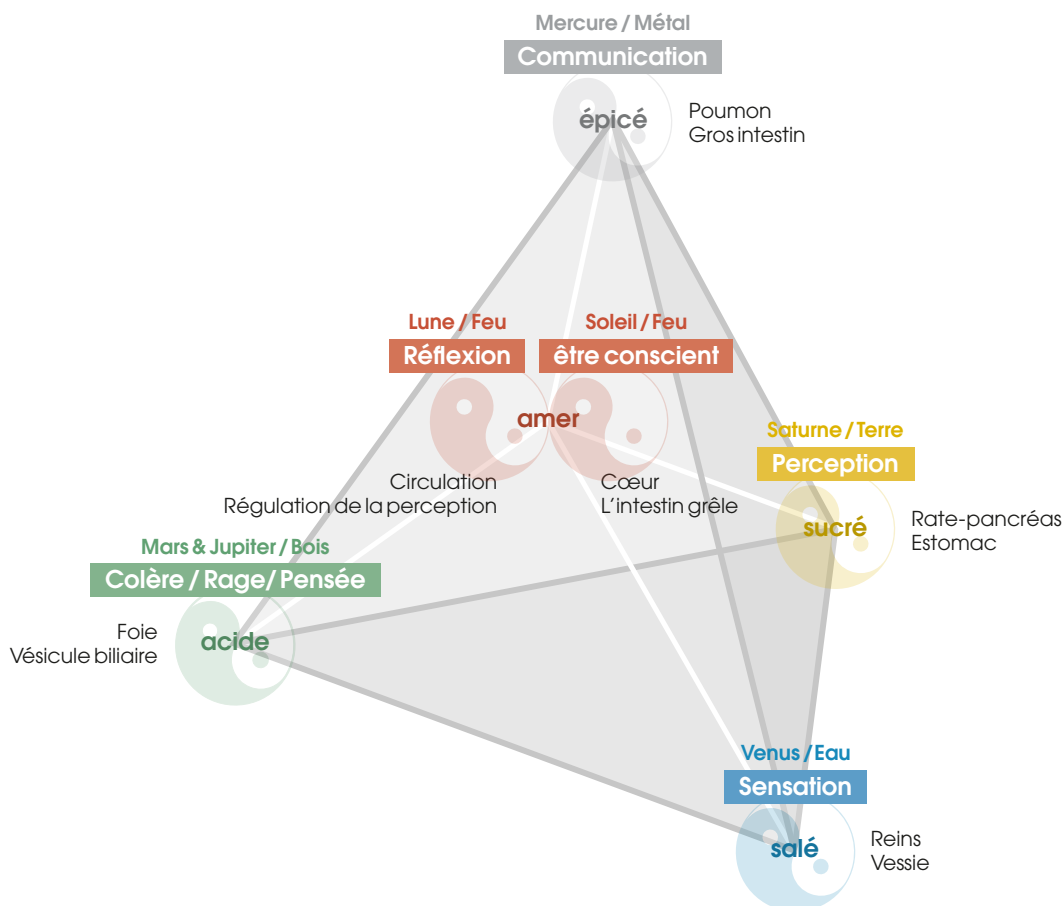 Mercure / Métal
Communication
épicé
Poumon
Gros intestin
Lune / Feu
Réflexion
Soleil / Feu
être conscient
amer
Circulation
Régulation de la perception
Cœur
L'intestin grêle
Saturne / Terre
Perception
sucré
Rate-pancréas
Estomac
Mars & Jupiter / Bois
Colère / Rage/ Pensée
acide
Foie
Vésicule biliaire
Venus / Eau
Sensation
salé
Reins
Vessie